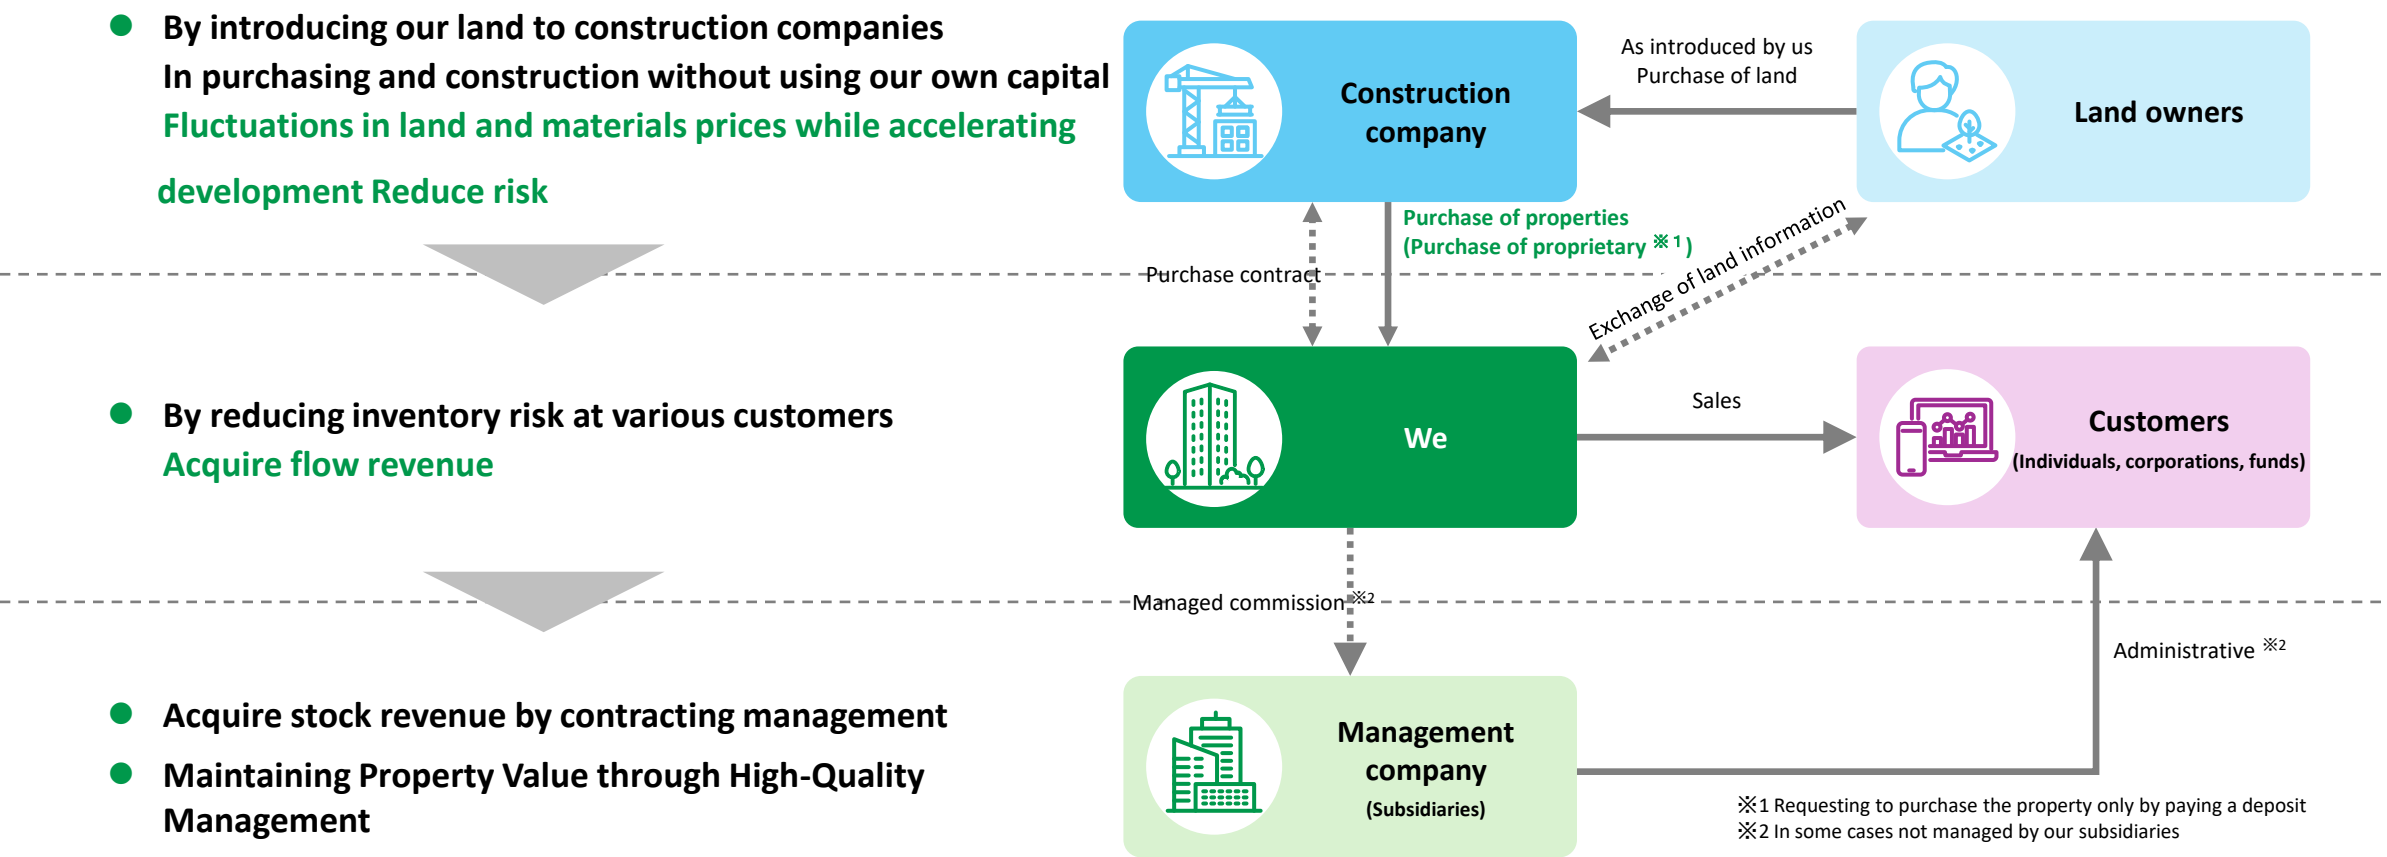 By introducing our land to construction companies
In purchasing and construction without using our own capital
Fluctuations in land and materials prices while accelerating
development Reduce risk
Construction
company
As introduced by us
Purchase of land
Land owners
Purchase of properties
(Purchase of proprietary ※1)
Purchase contract
Exchange of land information
By reducing inventory risk at various customers
Acquire flow revenue
We
Sales
Customers
(Individuals, corporations, funds)
Managed commission ※2
Administrative ※2
Acquire stock revenue by contracting management
Maintaining Property Value through High-Quality
Management
Management
company
(Subsidiaries)
※1 Requesting to purchase the property only by paying a deposit
※2 In some cases not managed by our subsidiaries